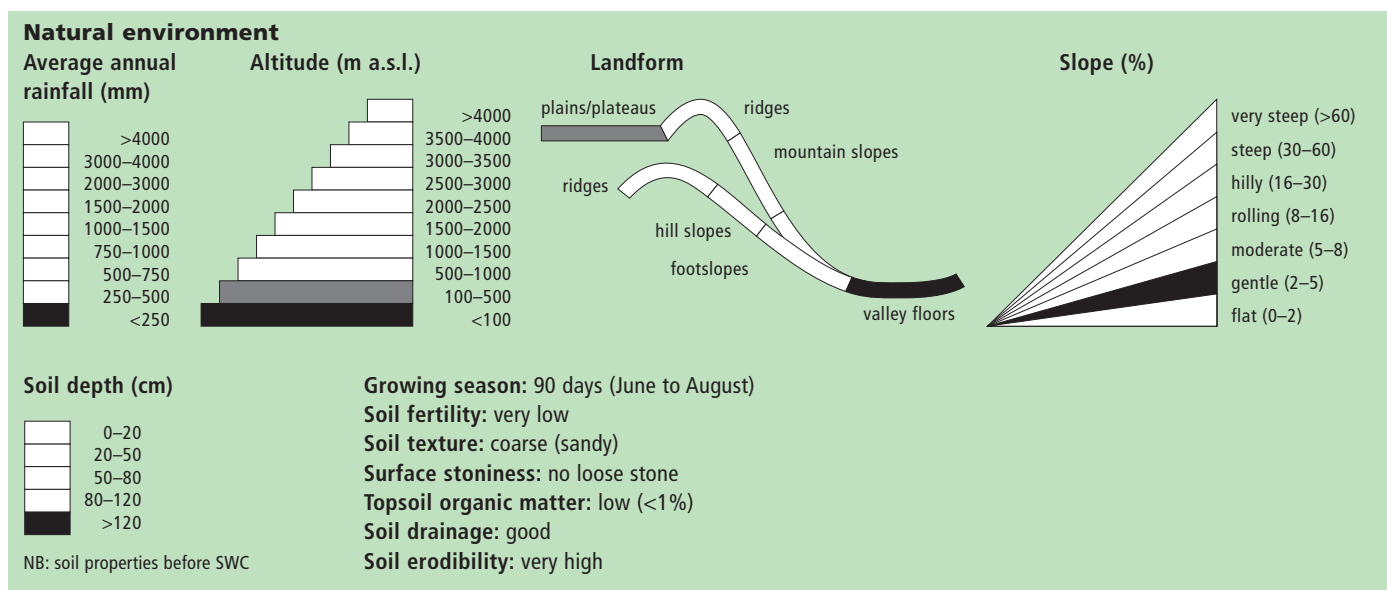 Natural environment
Average annual
rainfall (mm)
>4000
3000–4000
2000–3000
1500–2000
1000–1500
750–1000
500–750
250–500
<250
Altitude (m a.s.l.)
>4000
3500–4000
3000–3500
2500–3000
2000–2500
1500–2000
1000–1500
500–1000
100–500
<100
Landform
plains/plateaus
ridges
mountain slopes
ridges
hill slopes
footslopes
valley floors
Slope (%)
very steep (>60)
steep (30–60)
hilly (16–30)
rolling (8–16)
moderate (5–8)
gentle (2–5)
flat (0–2)
Soil depth (cm)
0–20
20–50
50–80
80–120
>120
NB: soil properties before SWC
Growing season: 90 days (June to August)
Soil fertility: very low
Soil texture: coarse (sandy)
Surface stoniness: no loose stone
Topsoil organic matter: low (<1%)
Soil drainage: good
Soil erodibility: very high